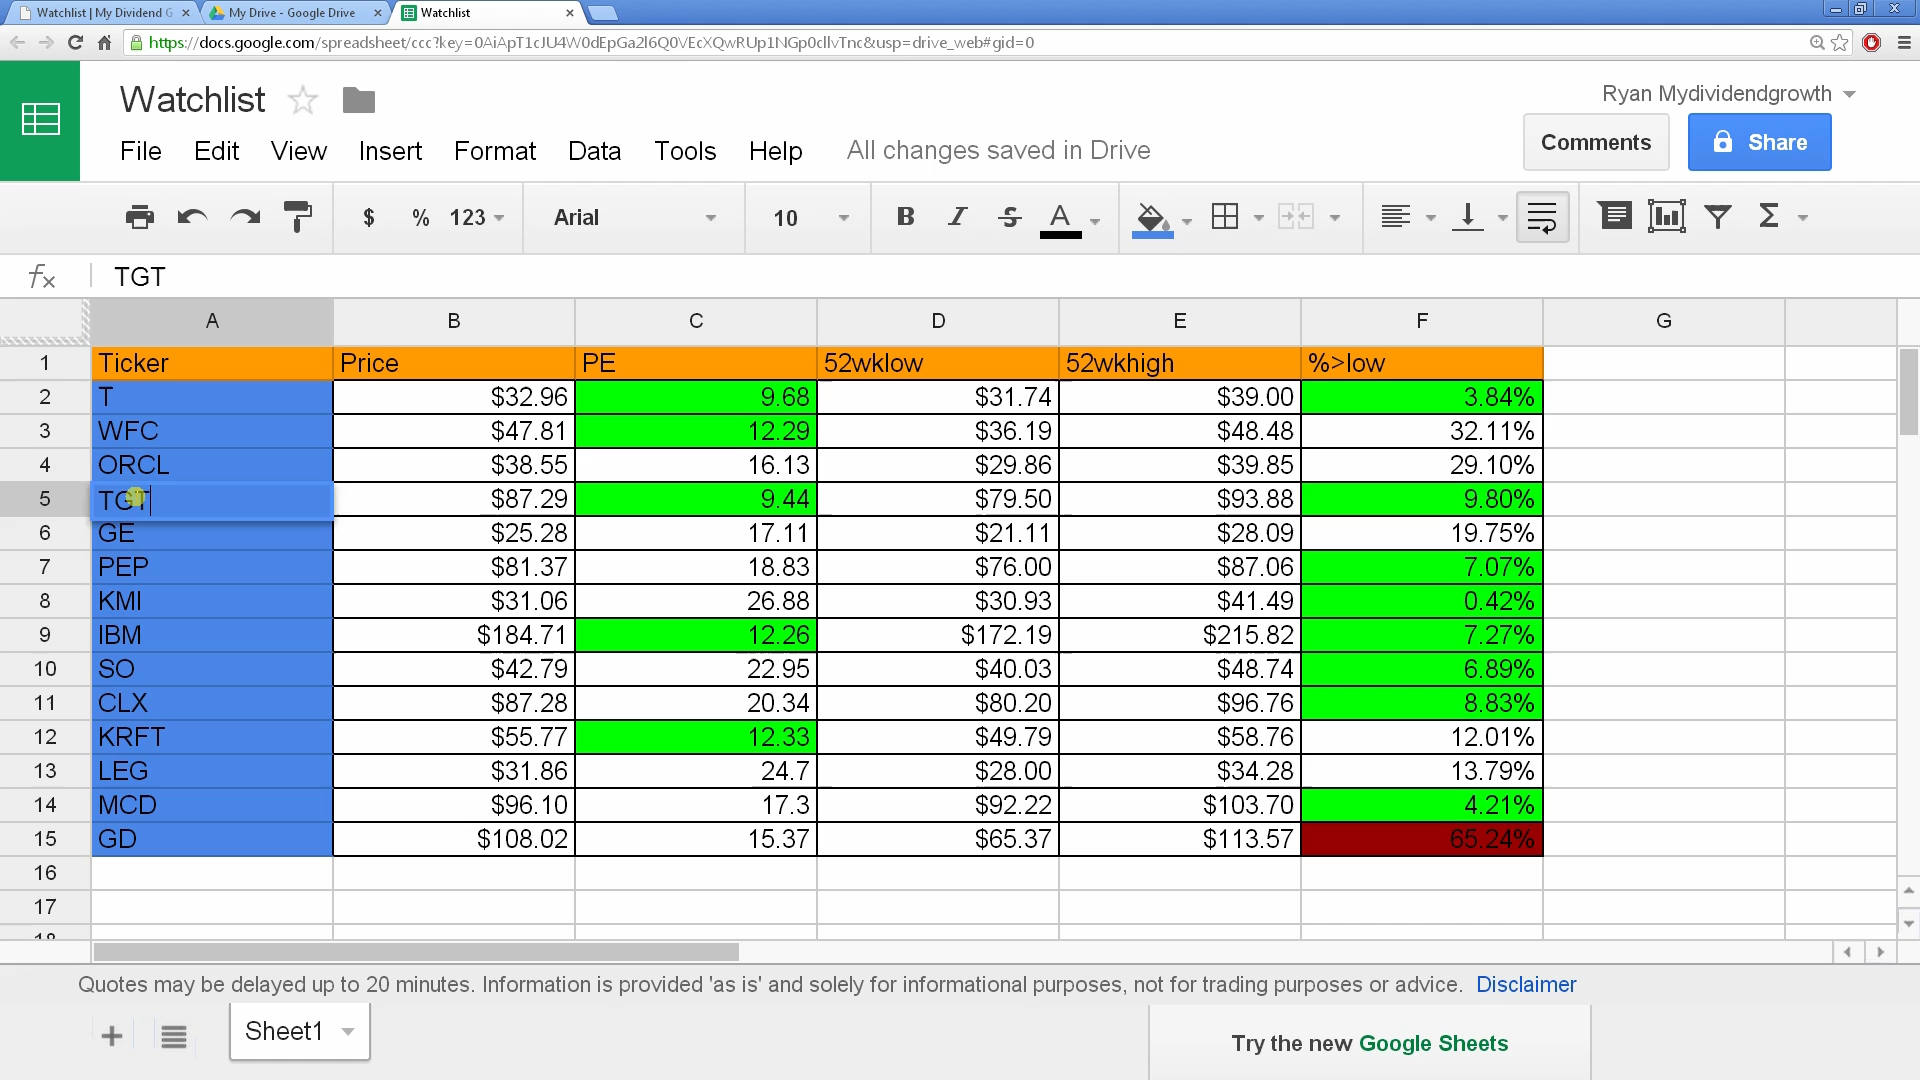 Watchlist | My Dividend G
My Drive - Google Drive
Watchlist
https://docs.google.com/spreadsheet/ccc?key=0AiApT1cJU4W0dEpGa2l6Q0VEcXQwRUp1NGp0cllvTnc&usp=drive_web#gid=0
Watchlist
Ryan Mydividendgrowth
File Edit View Insert Format Data Tools Help All changes saved in Drive
Comments
Share
$ % 123 Arial 10 B I S A Σ
fx TGT
A B C D E F G
1 Ticker Price PE 52wklow 52wkhigh %>low
2 T $32.96 9.68 $31.74 $39.00 3.84%
3 WFC $47.81 12.29 $36.19 $48.48 32.11%
4 ORCL $38.55 16.13 $29.86 $39.85 29.10%
5 TGT $87.29 9.44 $79.50 $93.88 9.80%
6 GE $25.28 17.11 $21.11 $28.09 19.75%
7 PEP $81.37 18.83 $76.00 $87.06 7.07%
8 KMI $31.06 26.88 $30.93 $41.49 0.42%
9 IBM $184.71 12.26 $172.19 $215.82 7.27%
10 SO $42.79 22.95 $40.03 $48.74 6.89%
11 CLX $87.28 20.34 $80.20 $96.76 8.83%
12 KRFT $55.77 12.33 $49.79 $58.76 12.01%
13 LEG $31.86 24.7 $28.00 $34.28 13.79%
14 MCD $96.10 17.3 $92.22 $103.70 4.21%
15 GD $108.02 15.37 $65.37 $113.57 65.24%
16
17
18
Quotes may be delayed up to 20 minutes. Information is provided 'as is' and solely for informational purposes, not for trading purposes or advice. Disclaimer
Sheet1
Try the new Google Sheets